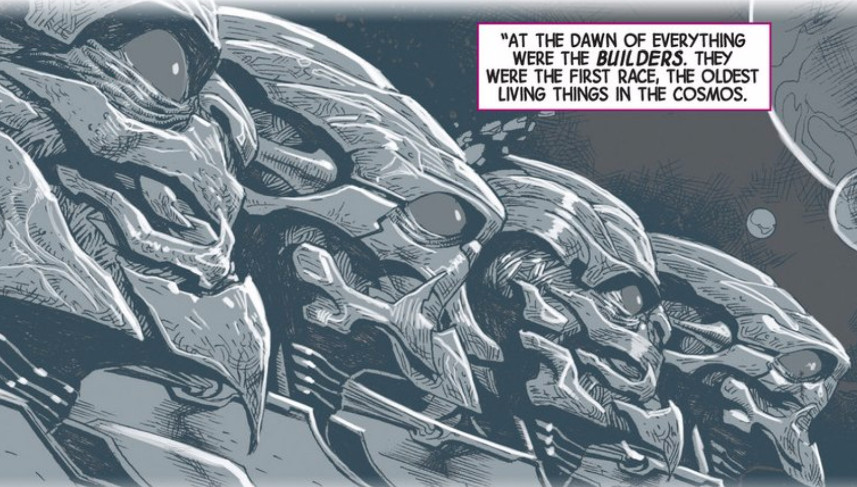 "AT THE DAWN OF EVERYTHING
WERE THE BUILDERS. THEY
WERE THE FIRST RACE, THE OLDEST
LIVING THINGS IN THE COSMOS.